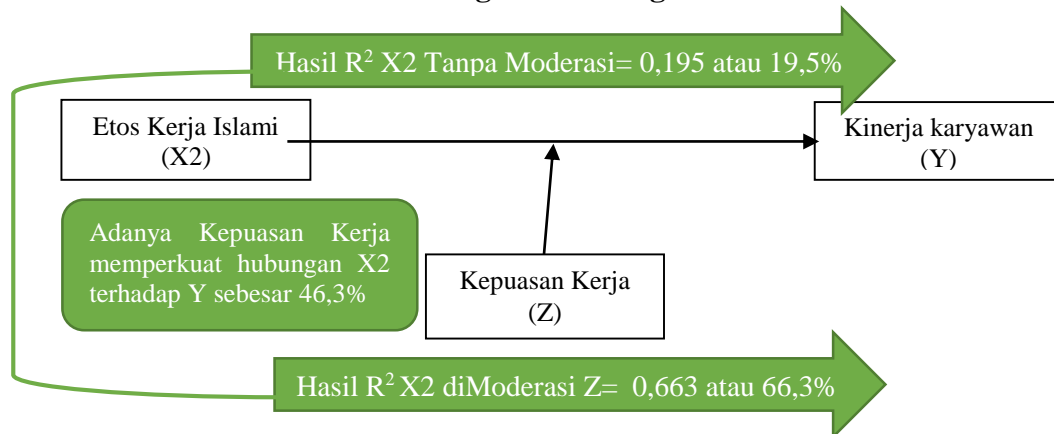 Hasil R² X2 Tanpa Moderasi= 0,195 atau 19,5%
Etos Kerja Islami
(X2)
Kinerja karyawan
(Y)
Adanya Kepuasan Kerja
memperkuat hubungan X2
terhadap Y sebesar 46,3%
Kepuasan Kerja
(Z)
Hasil R² X2 diModerasi Z= 0,663 atau 66,3%